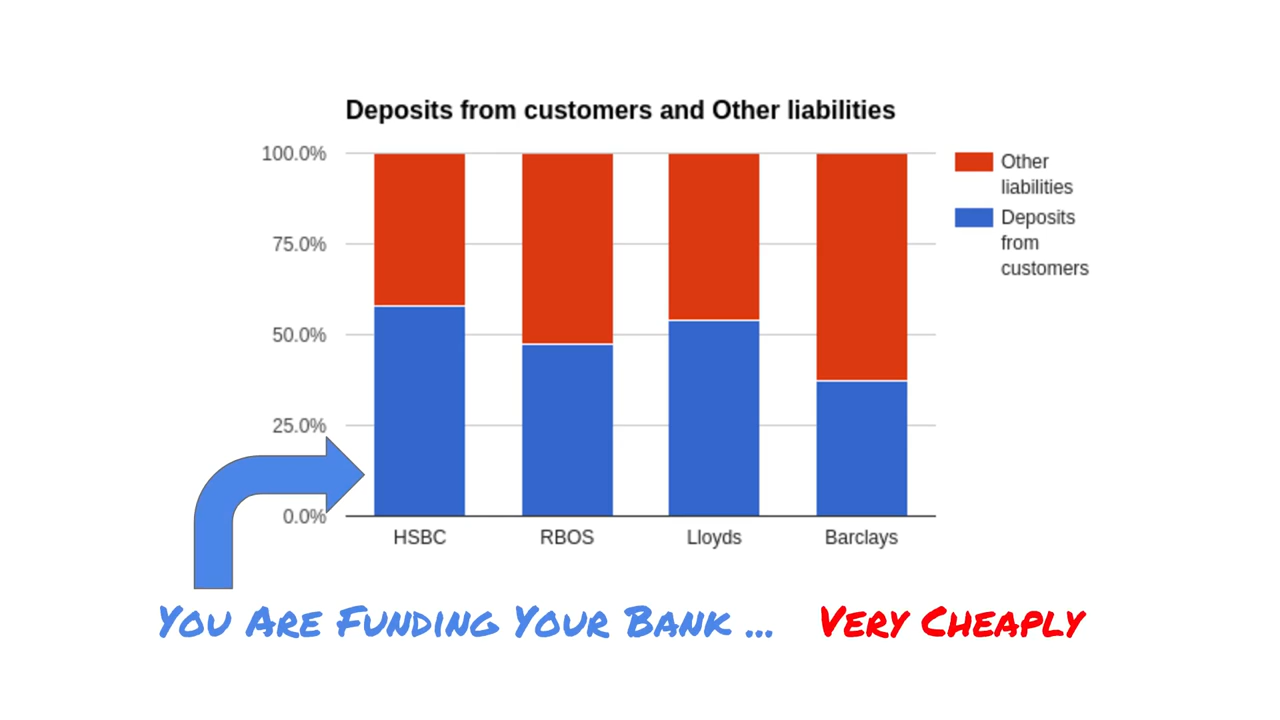 Deposits from customers and Other liabilities
100.0%
75.0%
50.0%
25.0%
0.0%
HSBC RBOS Lloyds Barclays
Other
liabilities
Deposits
from
customers
You Are Funding Your Bank ... Very Cheaply